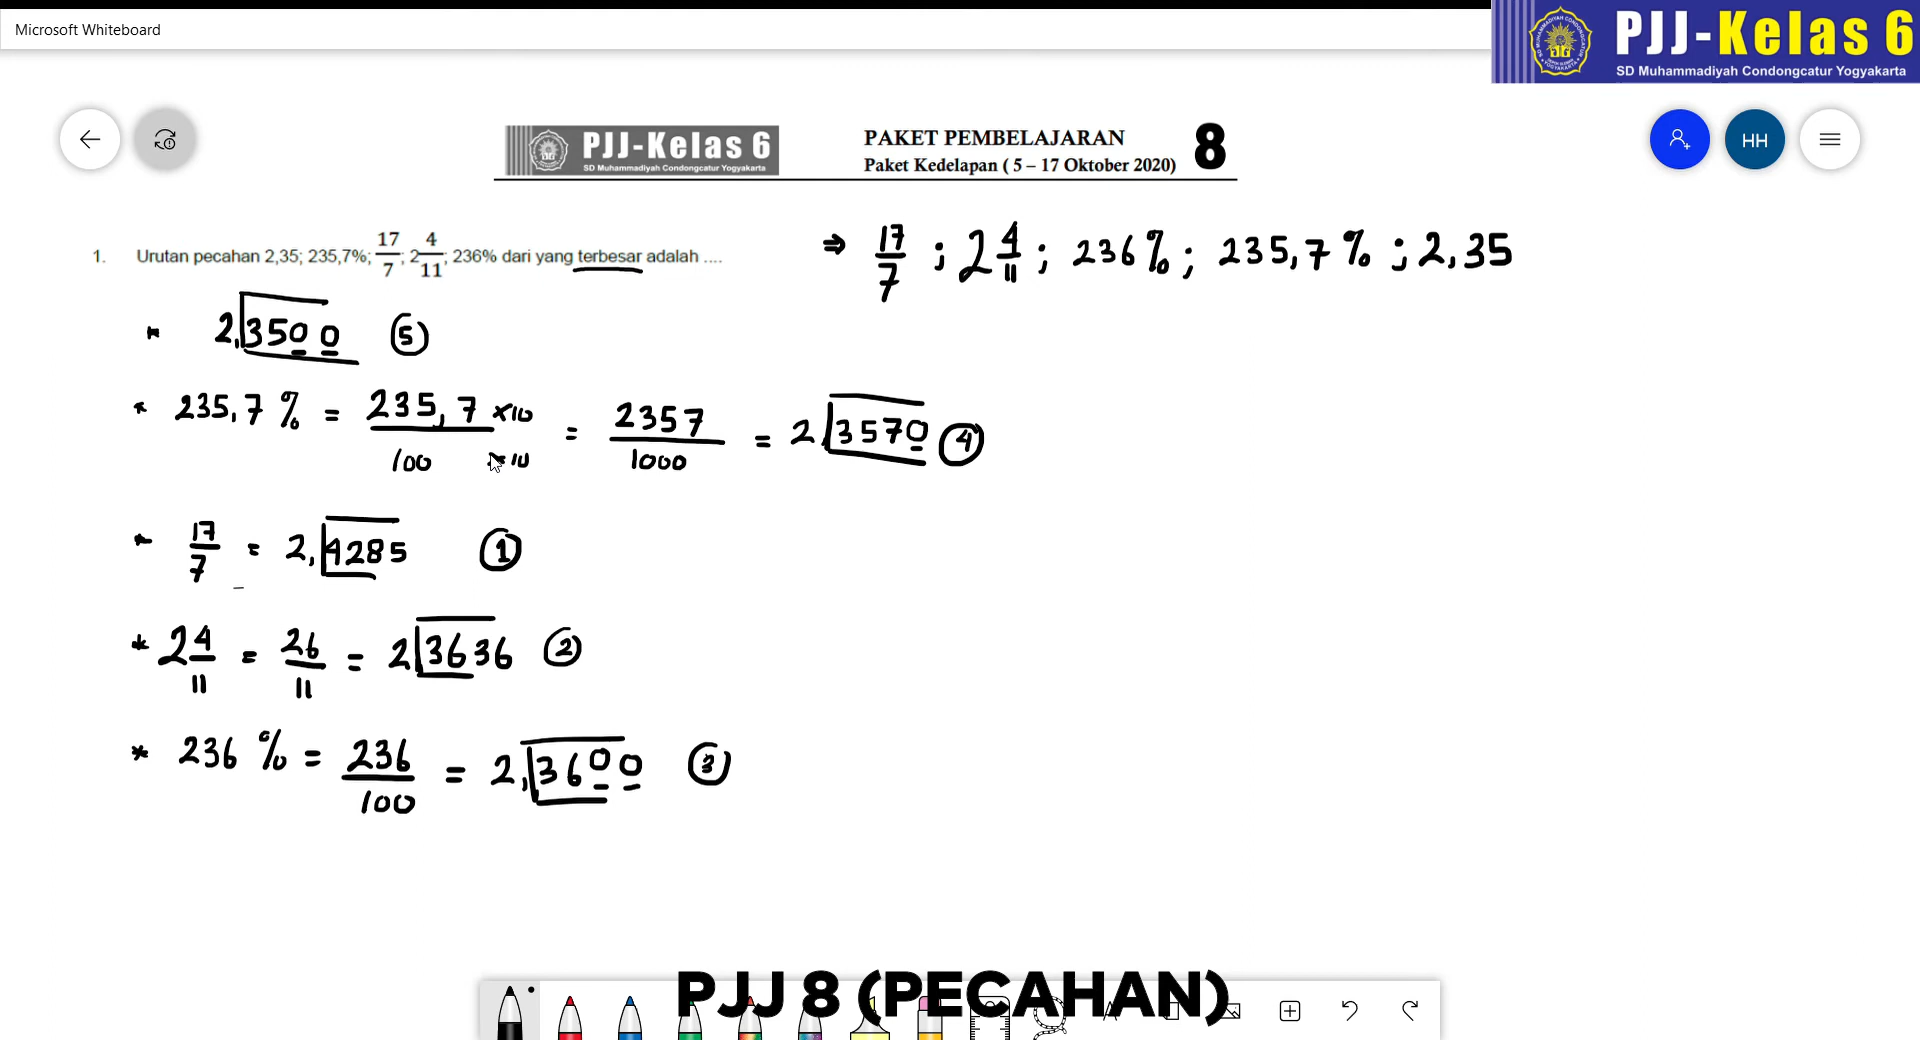 Microsoft Whiteboard
PJJ-Kelas 6
SD Muhammadiyah Condongcatur Yogyakarta
HH
PJJ-Kelas 6
SD Muhammadiyah Condongcatur Yogyakarta
PAKET PEMBELAJARAN 8
Paket Kedelapan ( 5 – 17 Oktober 2020)
1. Urutan pecahan 2,35; 235,7%; 17/7; 2 4/11; 236% dari yang terbesar adalah ....
⇒ 17/7 ; 2 4/11 ; 236% ; 235,7% ; 2,35
* 2,3500 ⑤
* 235,7 % = 235,7 ×10 / 100 ×10 = 2357/1000 = 2,3570 ④
* 17/7 = 2,4285 ①
* 2 4/11 = 26/11 = 2,3636 ②
* 236 % = 236/100 = 2,3600 ③
PJJ 8 (PECAHAN)